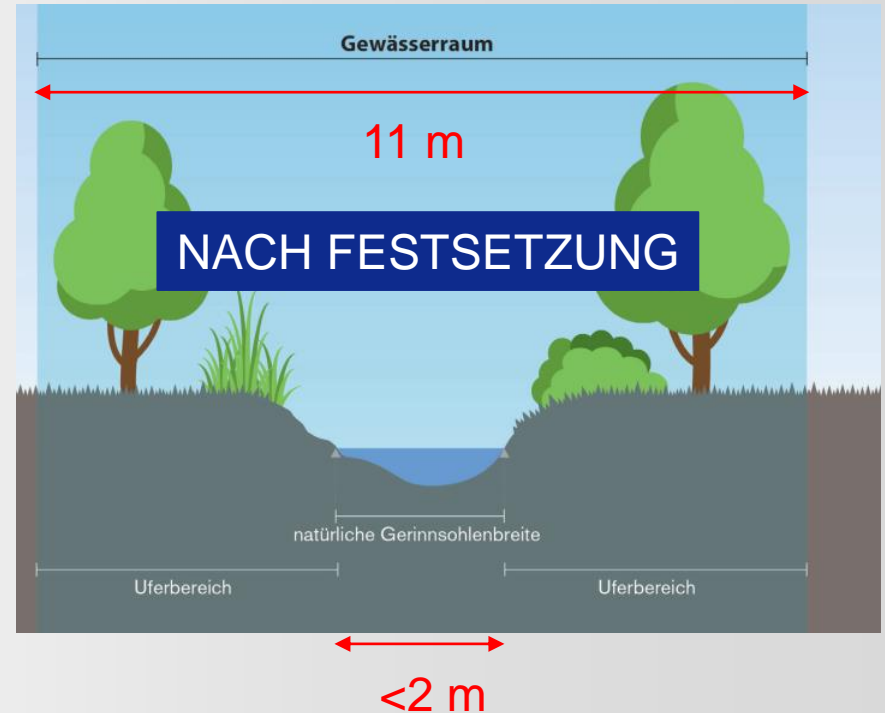 Gewässerraum
11 m
NACH FESTSETZUNG
natürliche Gerinnsohlenbreite
Uferbereich
Uferbereich
<2 m